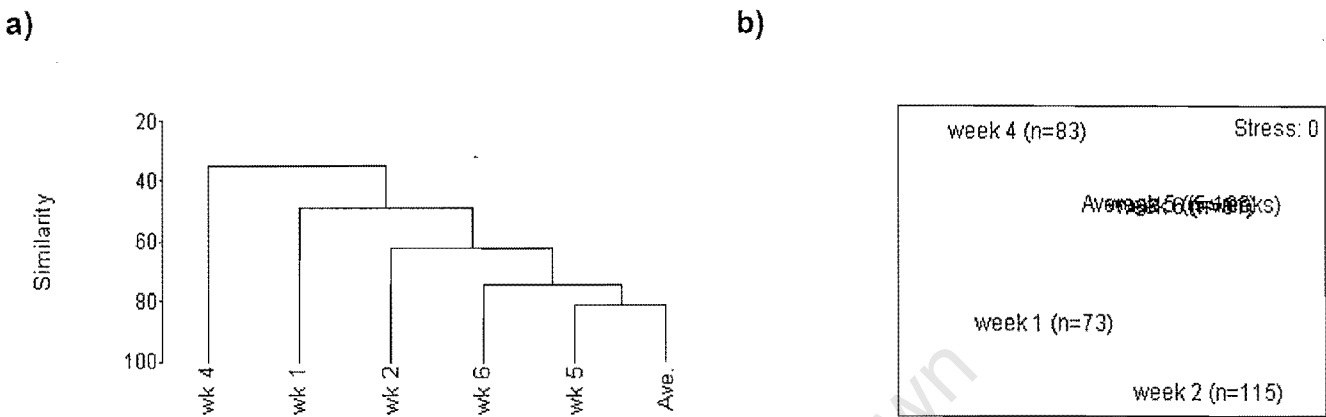 a)
b)
Similarity
20
40
60
80
100
wk 4
wk 1
wk 2
wk 6
wk 5
Ave.
week 4 (n=83)
Stress: 0
week 1 (n=73)
week 2 (n=115)